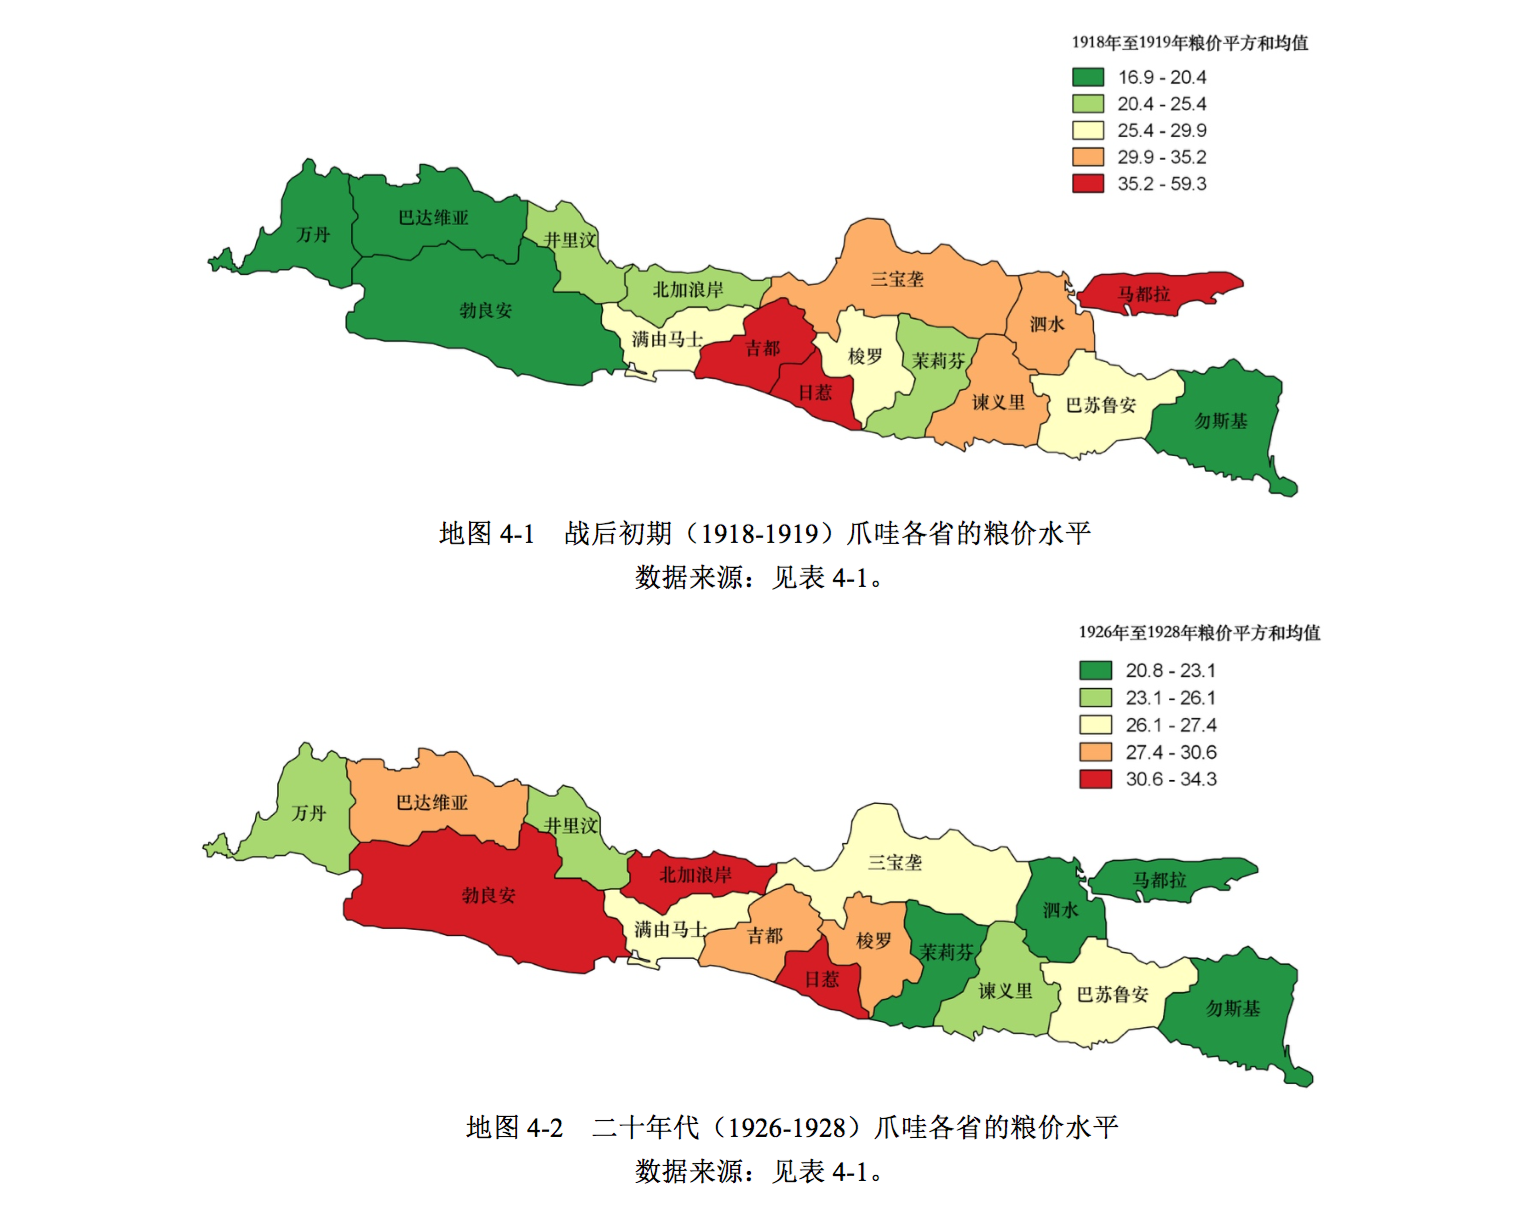 1918年至1919年粮价平方和均值
16.9 - 20.4
20.4 - 25.4
25.4 - 29.9
29.9 - 35.2
35.2 - 59.3
万丹
巴达维亚
井里汶
勃良安
北加浪岸
满由马士
三宝垄
吉都
日惹
梭罗
茉莉芬
泗水
谏义里
马都拉
巴苏鲁安
勿斯基
地图 4-1 战后初期（1918-1919）爪哇各省的粮价水平
数据来源：见表 4-1。
1926年至1928年粮价平方和均值
20.8 - 23.1
23.1 - 26.1
26.1 - 27.4
27.4 - 30.6
30.6 - 34.3
万丹
巴达维亚
井里汶
勃良安
北加浪岸
满由马士
三宝垄
吉都
日惹
梭罗
茉莉芬
泗水
谏义里
马都拉
巴苏鲁安
勿斯基
地图 4-2 二十年代（1926-1928）爪哇各省的粮价水平
数据来源：见表 4-1。